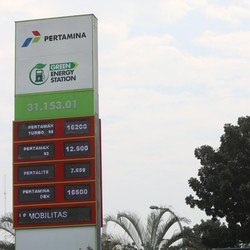 PERTAMINA
GREEN
ENERGY
STATION
31.153.01
PERTAMAX
TURBO 16200
PERTAMAX 12.500
PERTALITE 7.650
PERTAMINA
DEX 18500
MOBILITAS